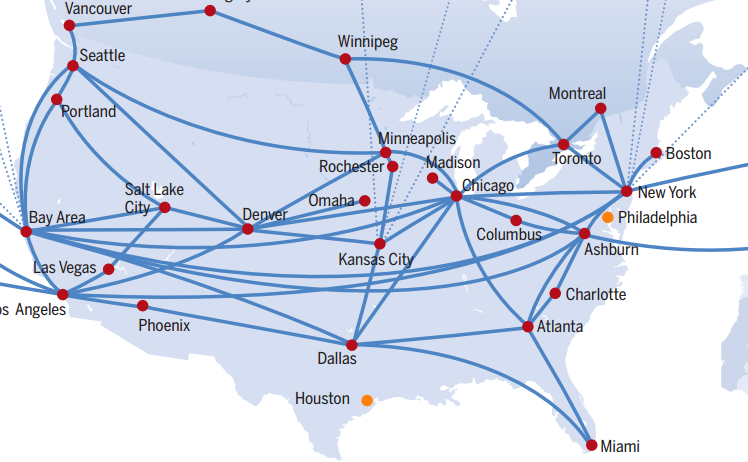 Vancouver
Winnipeg
Seattle
Montreal
Portland
Minneapolis
Toronto
Boston
Rochester
Madison
Salt Lake
City
Chicago
New York
Omaha
Bay Area
Denver
Philadelphia
Columbus
Ashburn
Kansas City
Las Vegas
Charlotte
os Angeles
Phoenix
Atlanta
Dallas
Houston
Miami